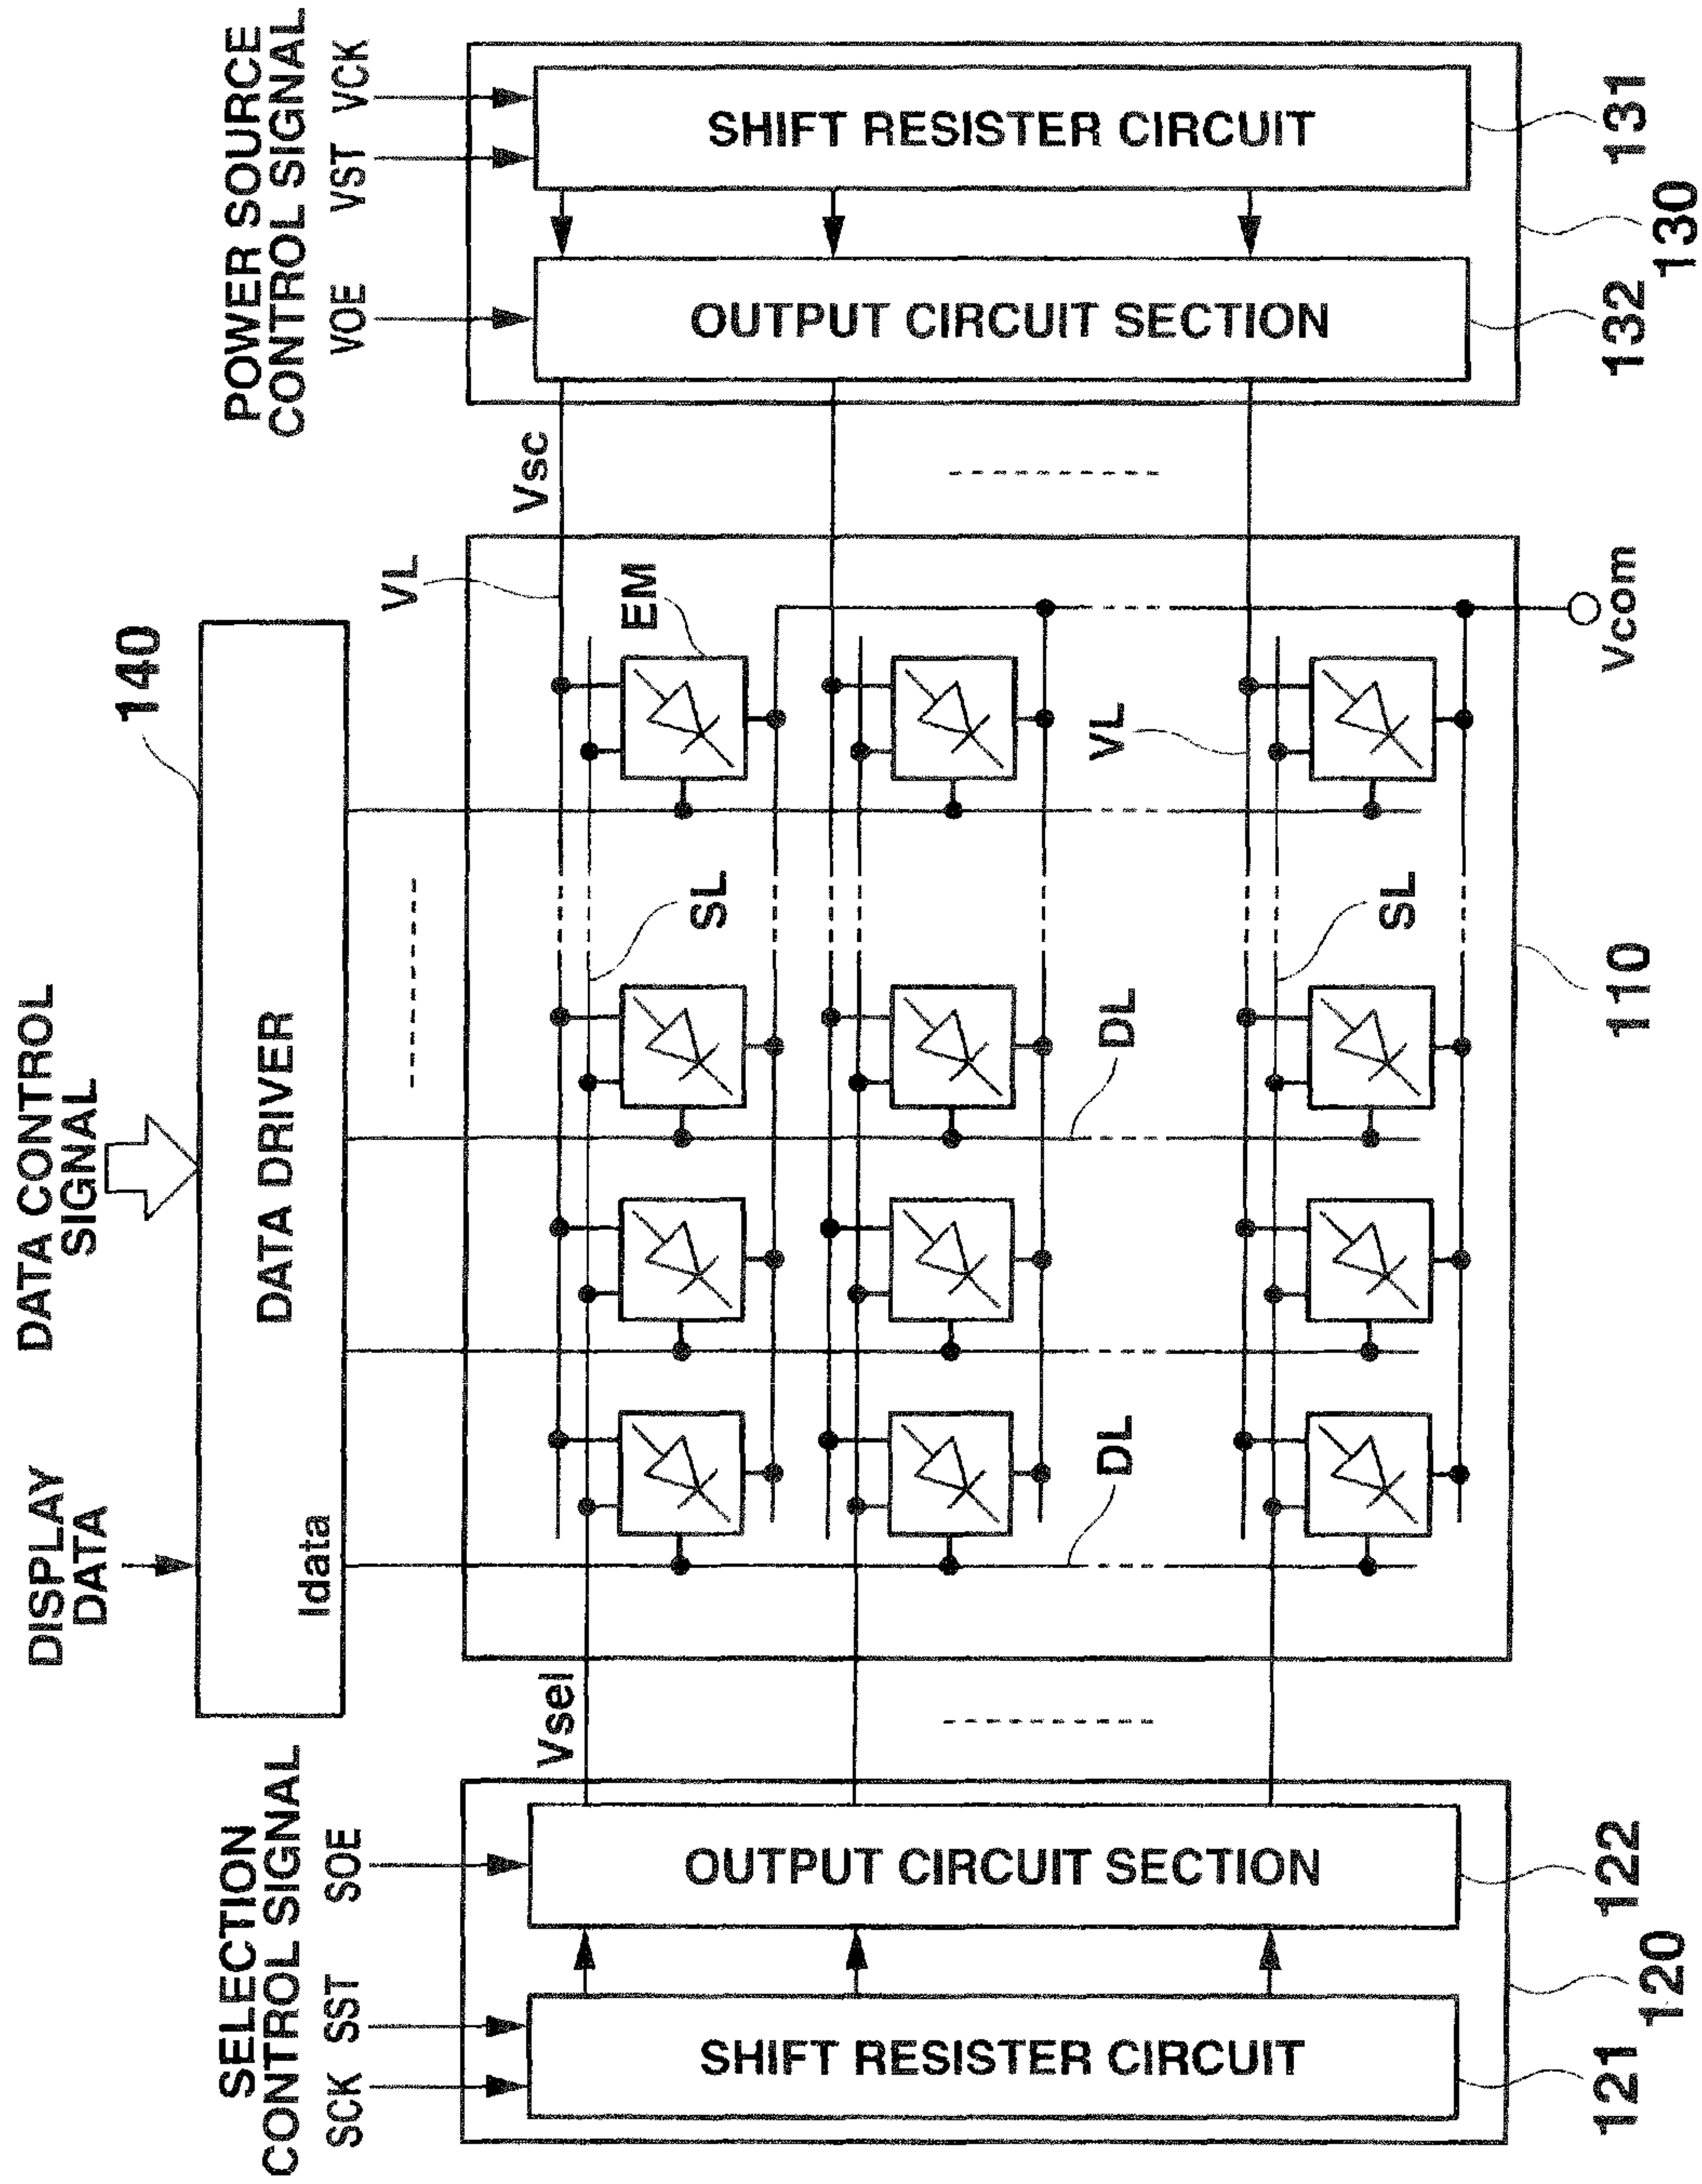 DISPLAY
DATA
DATA CONTROL
SIGNAL
140
DATA DRIVER
Idata
SELECTION
CONTROL SIGNAL
SCK SST SOE
POWER SOURCE
CONTROL SIGNAL
VOE VST VCK
Vsel
VL
Vsc
SL
EM
SHIFT RESISTER CIRCUIT
OUTPUT CIRCUIT SECTION
OUTPUT CIRCUIT SECTION
SHIFT RESISTER CIRCUIT
DL
DL
VL
SL
Vcom
121
120
122
110
132
130
131